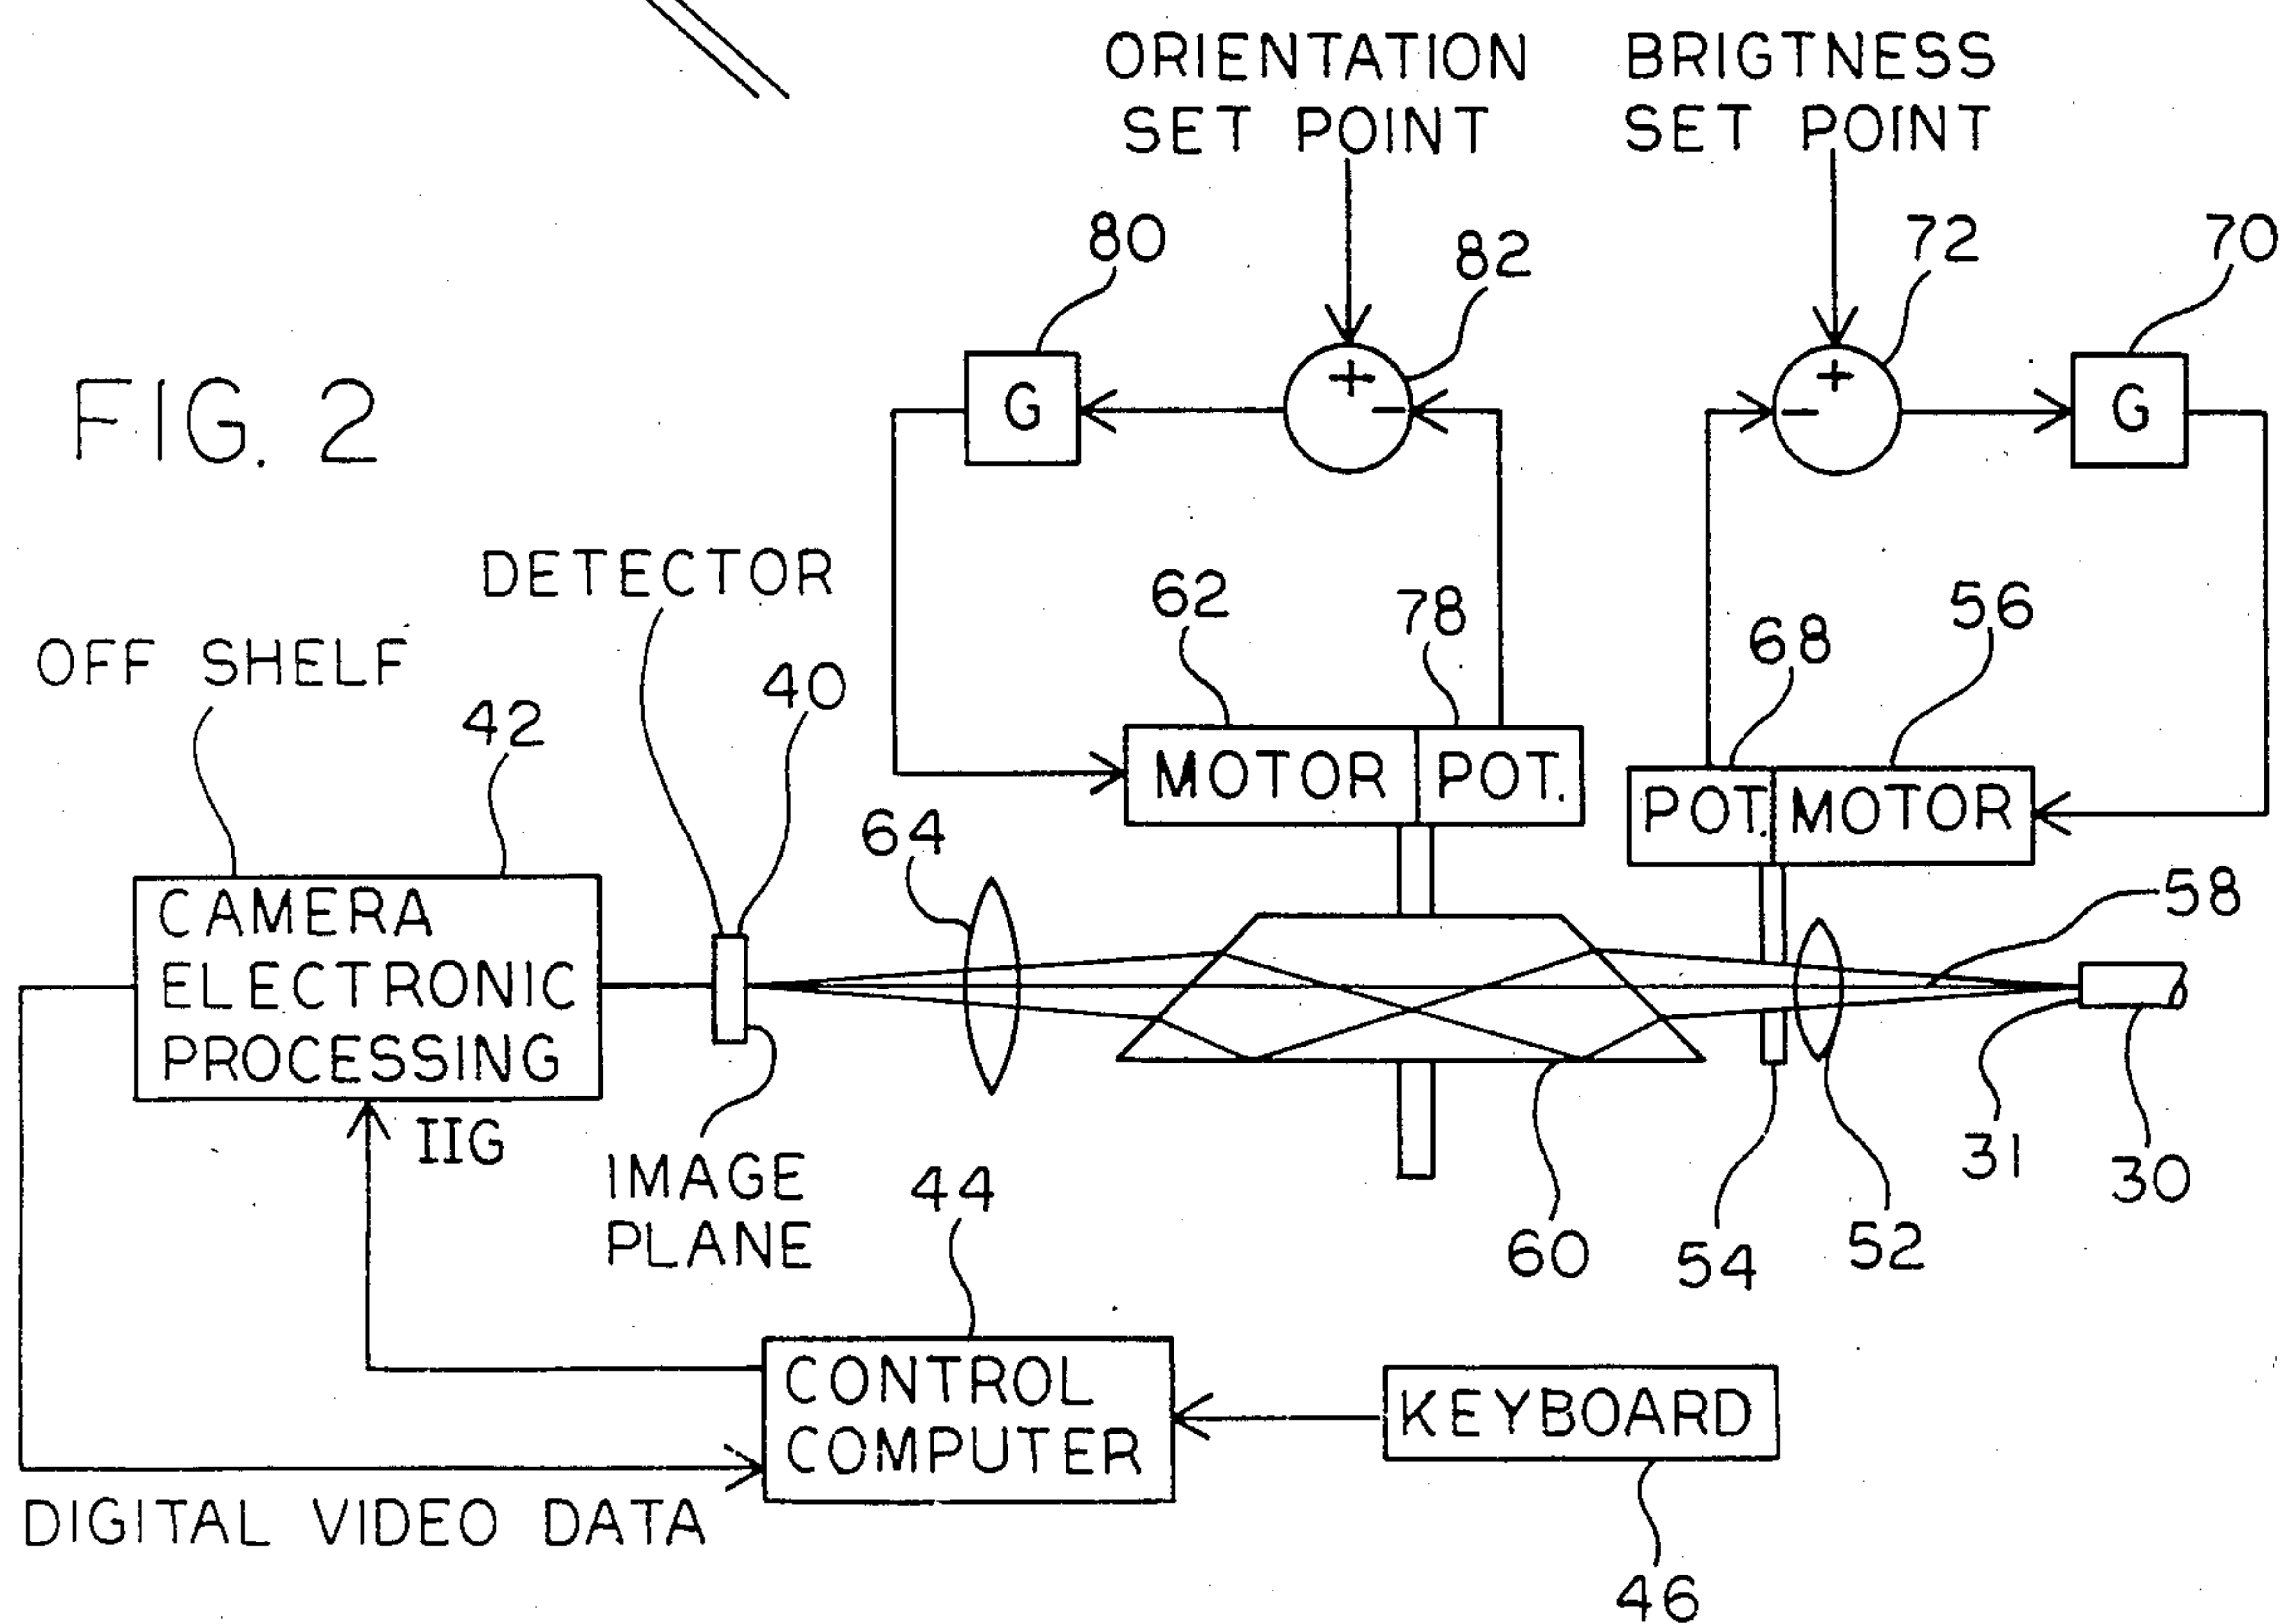 ORIENTATION
SET POINT
BRIGTNESS
SET POINT
80
82
72
70
G
+
−
+
−
G
FIG. 2
DETECTOR
62
78
68
56
OFF SHELF
42
40
MOTOR
POT.
POT.
MOTOR
64
58
CAMERA
ELECTRONIC
PROCESSING
IIG
IMAGE
PLANE
44
60
54
52
31
30
CONTROL
COMPUTER
KEYBOARD
DIGITAL VIDEO DATA
46